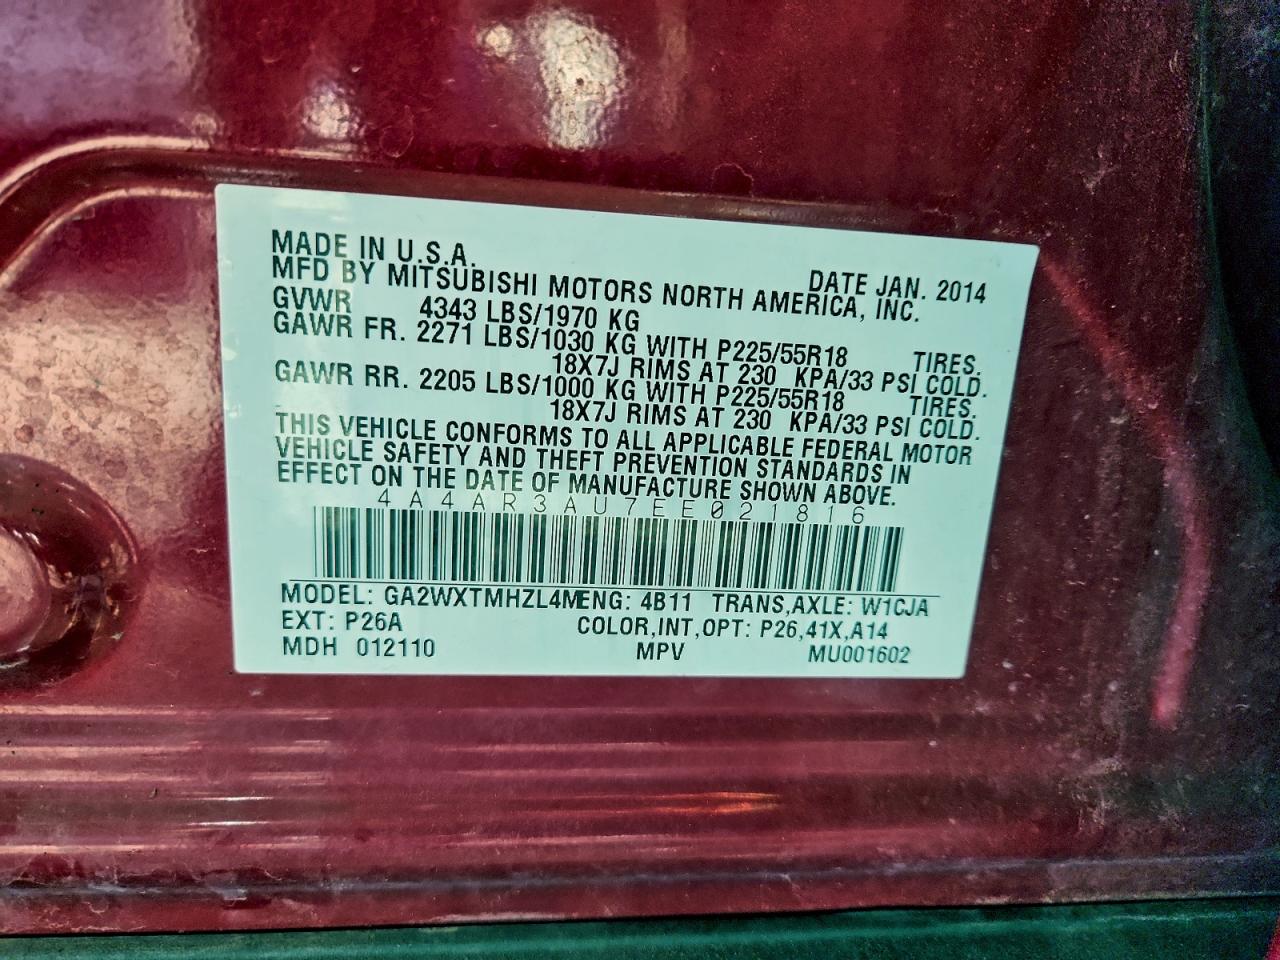 MADE IN U.S.A. DATE JAN. 2014
MFD BY MITSUBISHI MOTORS NORTH AMERICA, INC.
GVWR 4343 LBS/1970 KG
GAWR FR. 2271 LBS/1030 KG WITH P225/55R18 TIRES.
18X7J RIMS AT 230 KPA/33 PSI COLD.
GAWR RR. 2205 LBS/1000 KG WITH P225/55R18 TIRES.
18X7J RIMS AT 230 KPA/33 PSI COLD.
THIS VEHICLE CONFORMS TO ALL APPLICABLE FEDERAL MOTOR
VEHICLE SAFETY AND THEFT PREVENTION STANDARDS IN
EFFECT ON THE DATE OF MANUFACTURE SHOWN ABOVE.
4A4AR3AU7EE021816
MODEL: GA2WXTMHZL4M ENG: 4B11 TRANS,AXLE: W1CJA
EXT: P26A COLOR,INT,OPT: P26,41X,A14
MDH 012110 MPV MU001602